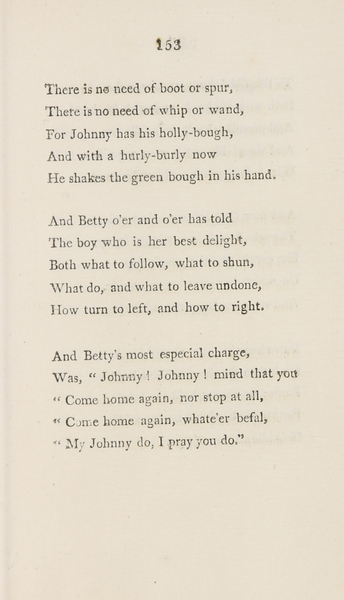 153
There is no need of boot or spur,
There is no need of whip or wand,
For Johnny has his holly-bough,
And with a hurly-burly now
He shakes the green bough in his hand.
And Betty o'er and o'er has told
The boy who is her best delight,
Both what to follow, what to shun,
What do, and what to leave undone,
How turn to left, and how to right.
And Betty's most especial charge,
Was, “ Johnny ! Johnny ! mind that you
“ Come home again, nor stop at all,
“ Come home again, whate'er befal,
“ My Johnny do, I pray you do.”